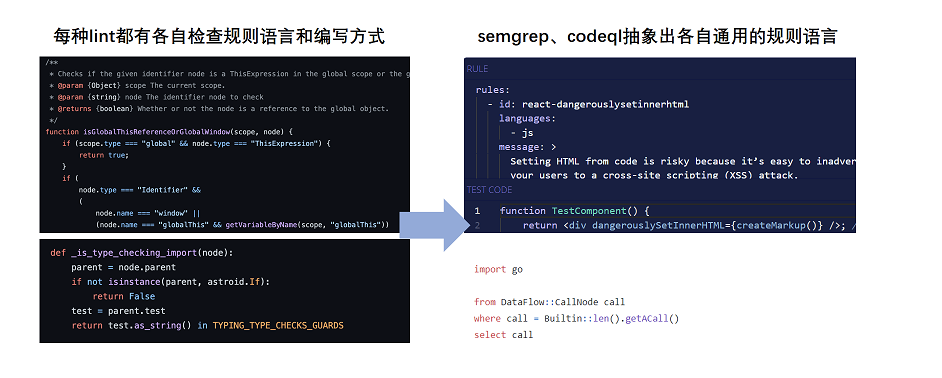 每种lint都有各自检查规则语言和编写方式
/**
 * Checks if the given identifier node is a ThisExpression in the global scope or the g
 * @param {Object} scope The current scope.
 * @param {string} node The identifier node to check
 * @returns {boolean} Whether or not the node is a reference to the global object.
 */
function isGlobalThisReferenceOrGlobalWindow(scope, node) {
    if (scope.type === "global" && node.type === "ThisExpression") {
        return true;
    }
    if (
        node.type === "Identifier" &&
        (
            node.name === "window" ||
            (node.name === "globalThis" && getVariableByName(scope, "globalThis"))
def _is_type_checking_import(node):
    parent = node.parent
    if not isinstance(parent, astroid.If):
        return False
    test = parent.test
    return test.as_string() in TYPING_TYPE_CHECKS_GUARDS
semgrep、codeql抽象出各自通用的规则语言
RULE
rules:
  - id: react-dangerouslysetinnerhtml
    languages:
      - js
    message: >
      Setting HTML from code is risky because it's easy to inadver
      your users to a cross-site scripting (XSS) attack.
TEST CODE
1 function TestComponent() {
2     return <div dangerouslySetInnerHTML={createMarkup()} />; /
import go
from DataFlow::CallNode call
where call = Builtin::len().getACall()
select call